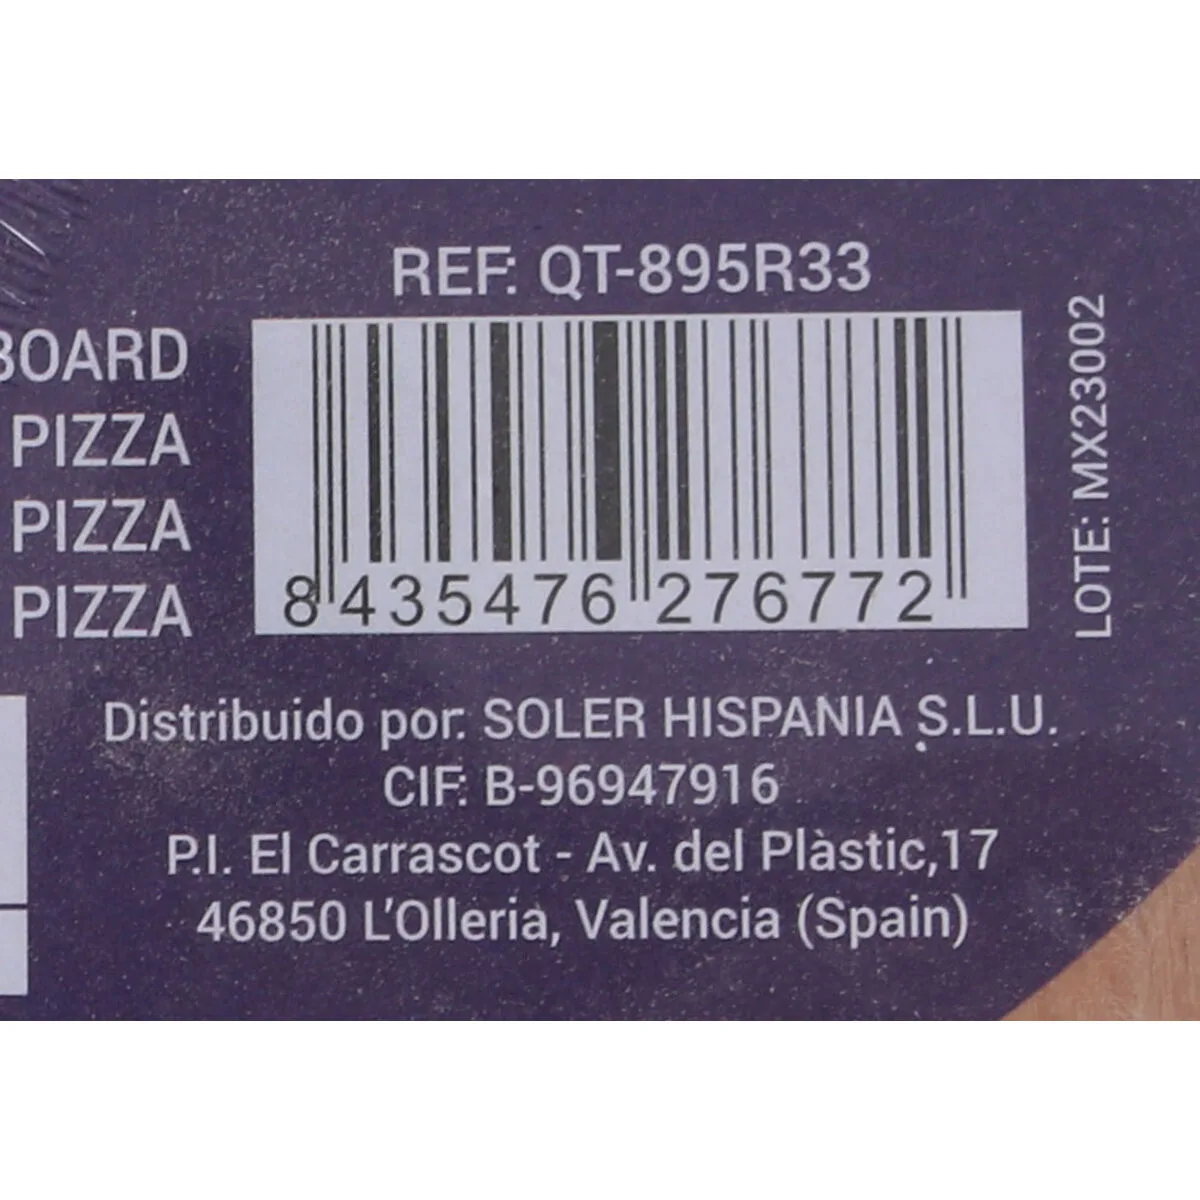 REF: QT-895R33
BOARD
PIZZA
PIZZA
PIZZA
8 435476 276772
LOTE: MX23002
Distribuido por: SOLER HISPANIA S.L.U.
CIF: B-96947916
P.I. El Carrascot - Av. del Plàstic,17
46850 L'Olleria, Valencia (Spain)